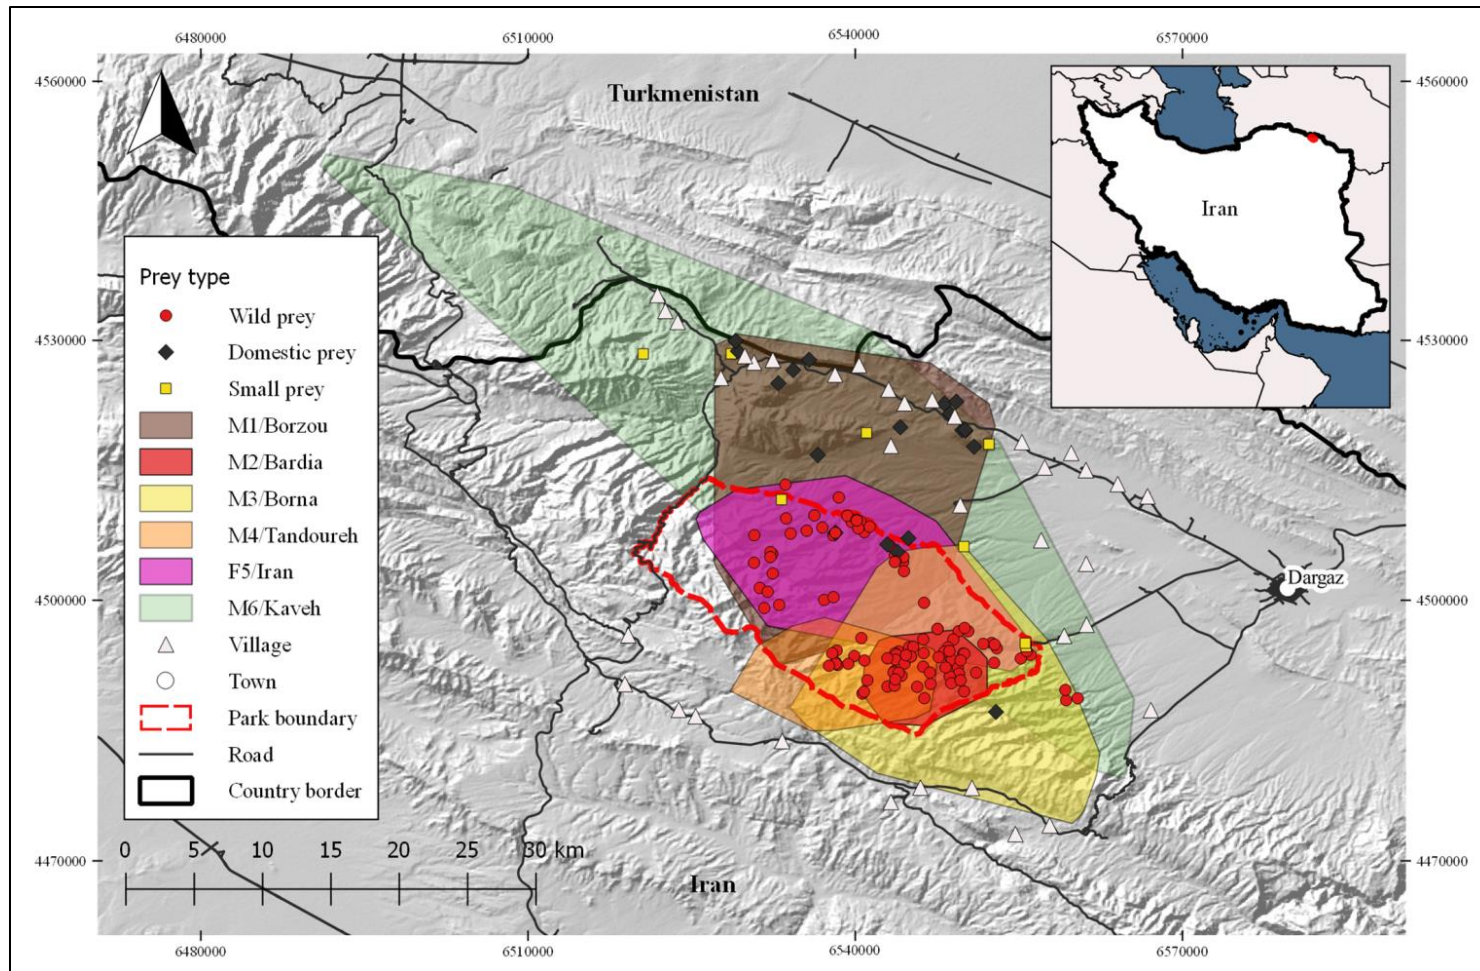 6480000 6510000 6540000 6570000
4560000 4560000
Turkmenistan
Iran
Prey type
Wild prey
Domestic prey
Small prey
M1/Borzou
M2/Bardia
M3/Borna
M4/Tandoureh
F5/Iran
M6/Kaveh
Village
Town
Park boundary
Road
Country border
4530000 4530000
Dargaz
4500000 4500000
0 5 10 15 20 25 30 km
4470000 4470000
Iran
6480000 6510000 6540000 6570000